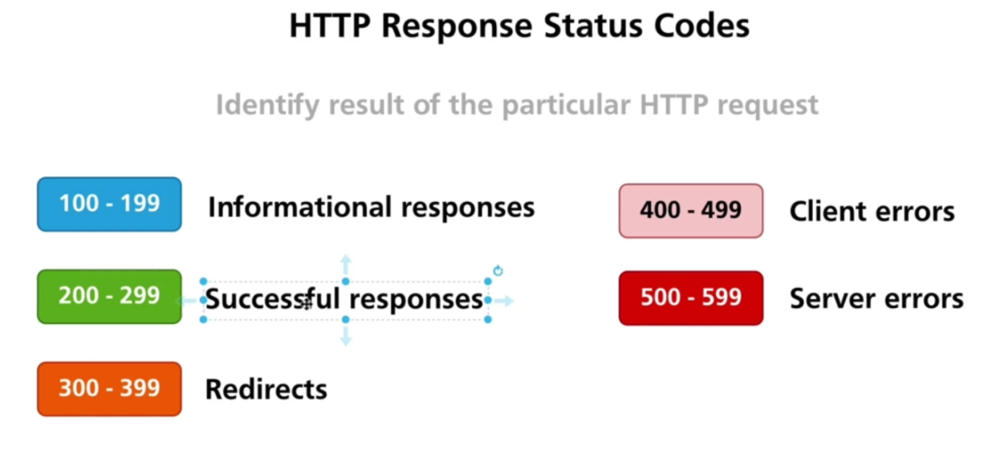 HTTP Response Status Codes
Identify result of the particular HTTP request
100 - 199 Informational responses
200 - 299 Successful responses
300 - 399 Redirects
400 - 499 Client errors
500 - 599 Server errors